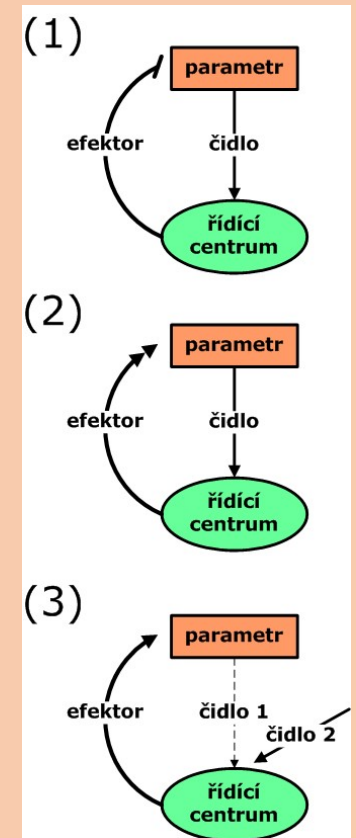 (1)
parametr
efektor
čidlo
řídící
centrum
(2)
parametr
efektor
čidlo
řídící
centrum
(3)
parametr
efektor
čidlo 1
čidlo 2
řídící
centrum